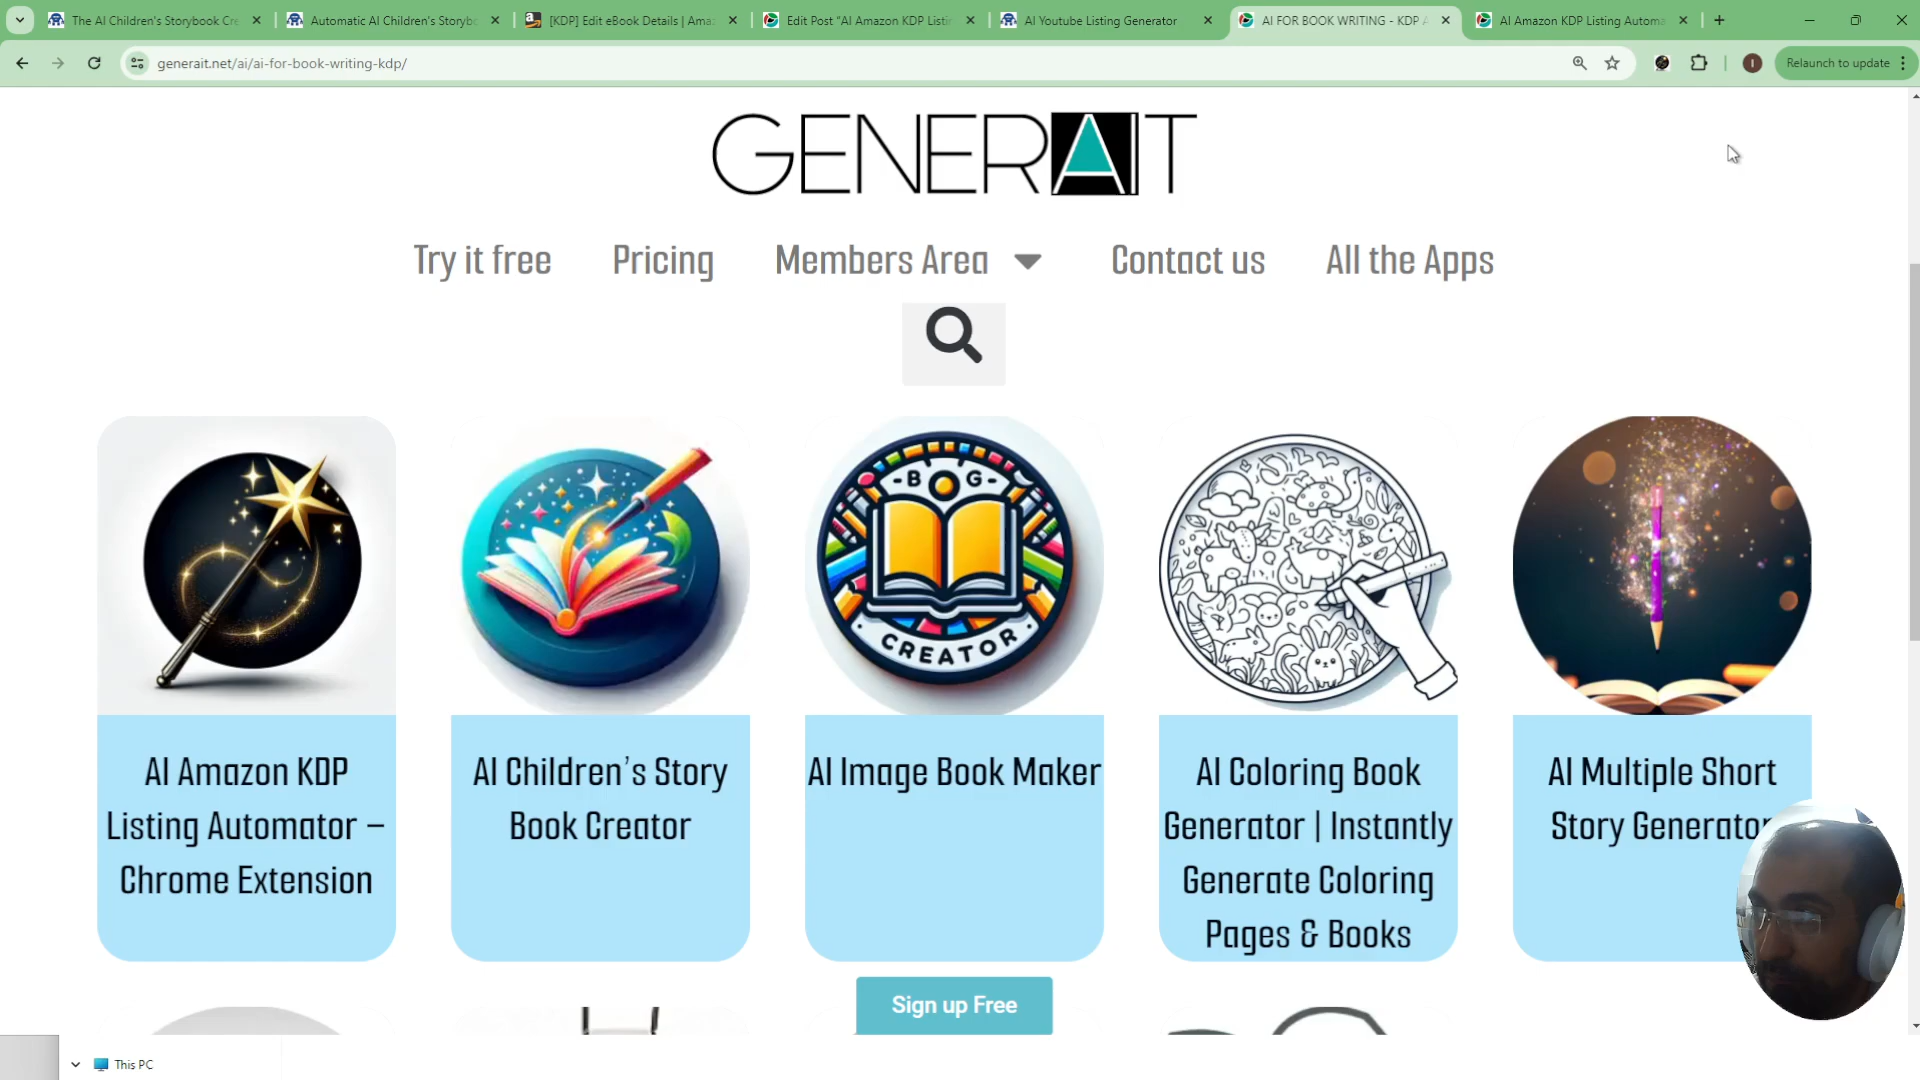 The AI Children's Storybook Cre
Automatic AI Children's Storybo
[KDP] Edit eBook Details | Amaz
Edit Post "AI Amazon KDP Listin
AI Youtube Listing Generator
AI FOR BOOK WRITING - KDP A
AI Amazon KDP Listing Automa
generait.net/ai/ai-for-book-writing-kdp/
I
Relaunch to update
GENERAIT
Try it free
Pricing
Members Area
Contact us
All the Apps
-B G-
CREATOR
AI Amazon KDP
Listing Automator –
Chrome Extension
AI Children's Story
Book Creator
AI Image Book Maker
AI Coloring Book
Generator | Instantly
Generate Coloring
Pages & Books
AI Multiple Short
Story Generator
Sign up Free
This PC